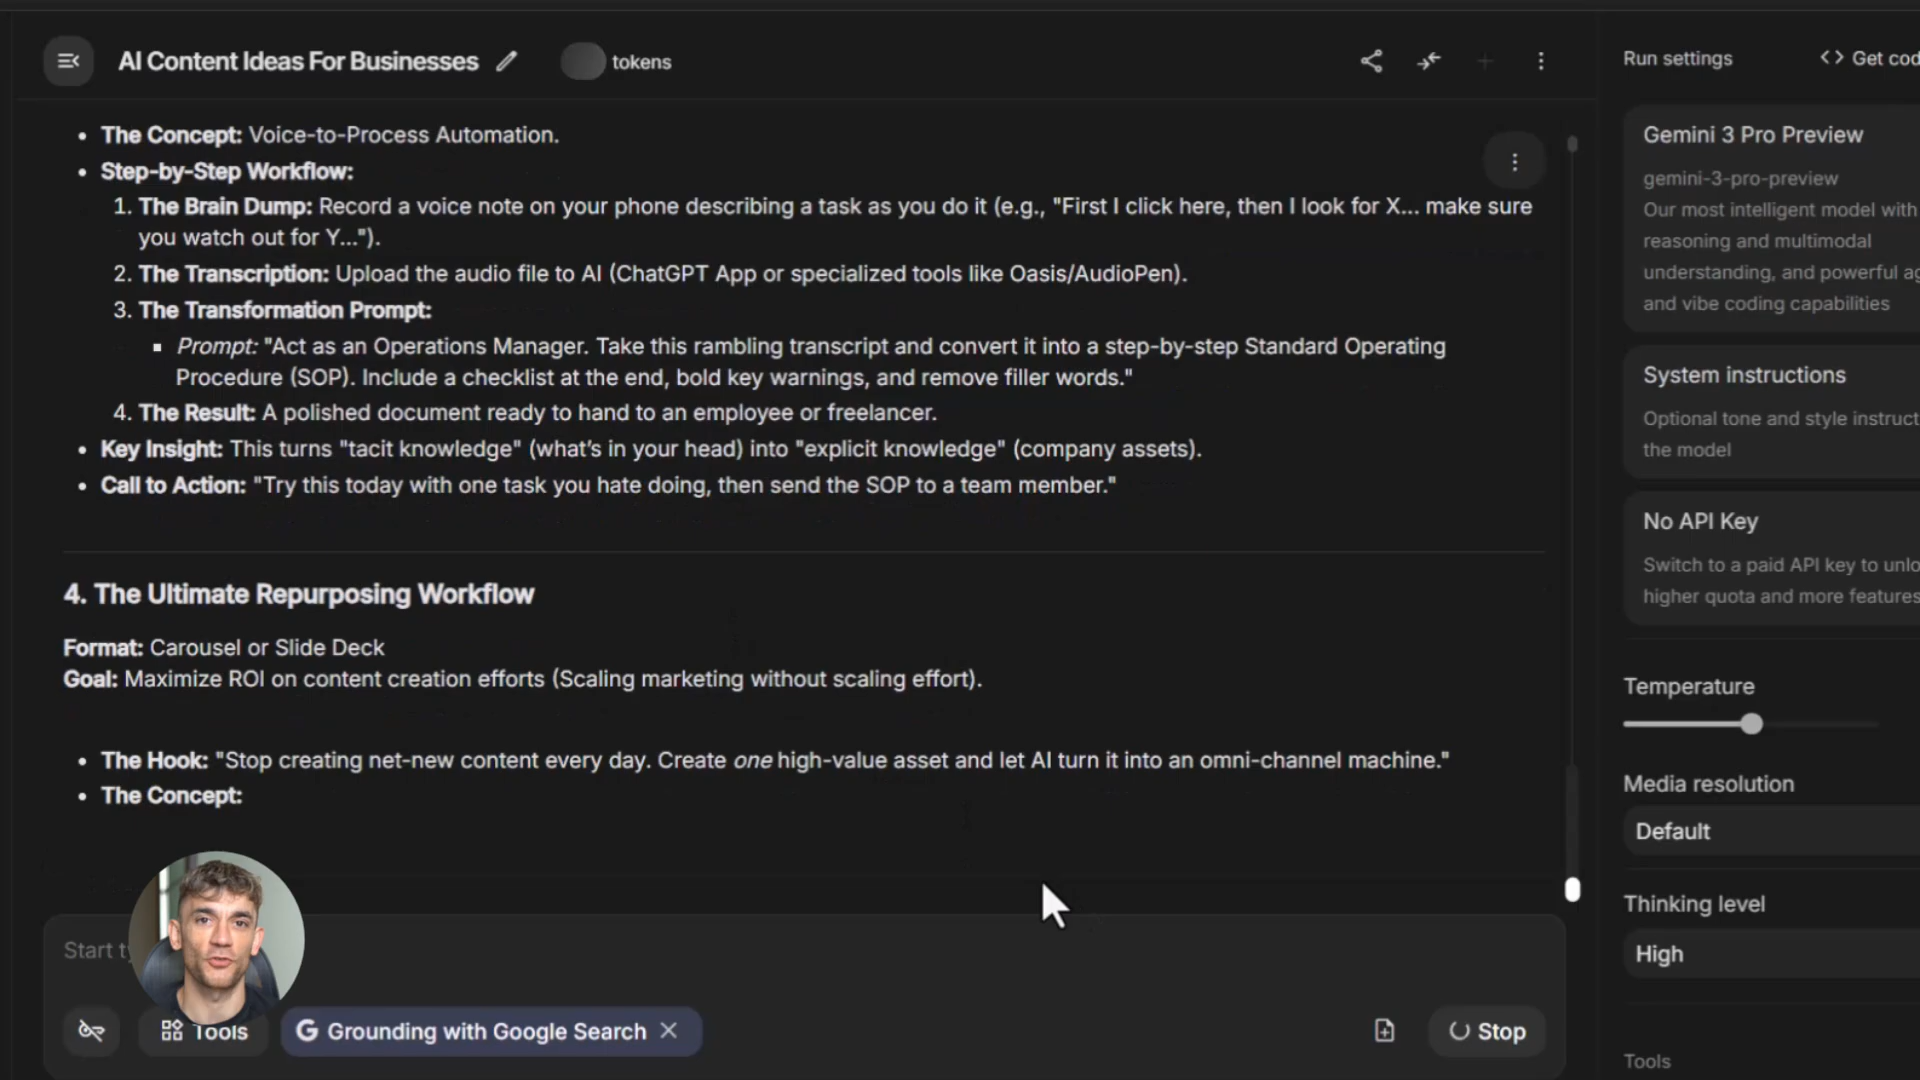 AI Content Ideas For Businesses
tokens
• The Concept: Voice-to-Process Automation.
• Step-by-Step Workflow:
1. The Brain Dump: Record a voice note on your phone describing a task as you do it (e.g., "First I click here, then I look for X... make sure
you watch out for Y...").
2. The Transcription: Upload the audio file to AI (ChatGPT App or specialized tools like Oasis/AudioPen).
3. The Transformation Prompt:
▪ Prompt: "Act as an Operations Manager. Take this rambling transcript and convert it into a step-by-step Standard Operating
Procedure (SOP). Include a checklist at the end, bold key warnings, and remove filler words."
4. The Result: A polished document ready to hand to an employee or freelancer.
• Key Insight: This turns "tacit knowledge" (what's in your head) into "explicit knowledge" (company assets).
• Call to Action: "Try this today with one task you hate doing, then send the SOP to a team member."
4. The Ultimate Repurposing Workflow
Format: Carousel or Slide Deck
Goal: Maximize ROI on content creation efforts (Scaling marketing without scaling effort).
• The Hook: "Stop creating net-new content every day. Create one high-value asset and let AI turn it into an omni-channel machine."
• The Concept:
Start
Tools
Grounding with Google Search
Stop
Run settings
<> Get cod
Gemini 3 Pro Preview
gemini-3-pro-preview
Our most intelligent model with
reasoning and multimodal
understanding, and powerful ag
and vibe coding capabilities
System instructions
Optional tone and style instruct
the model
No API Key
Switch to a paid API key to unlo
higher quota and more features
Temperature
Media resolution
Default
Thinking level
High
Tools